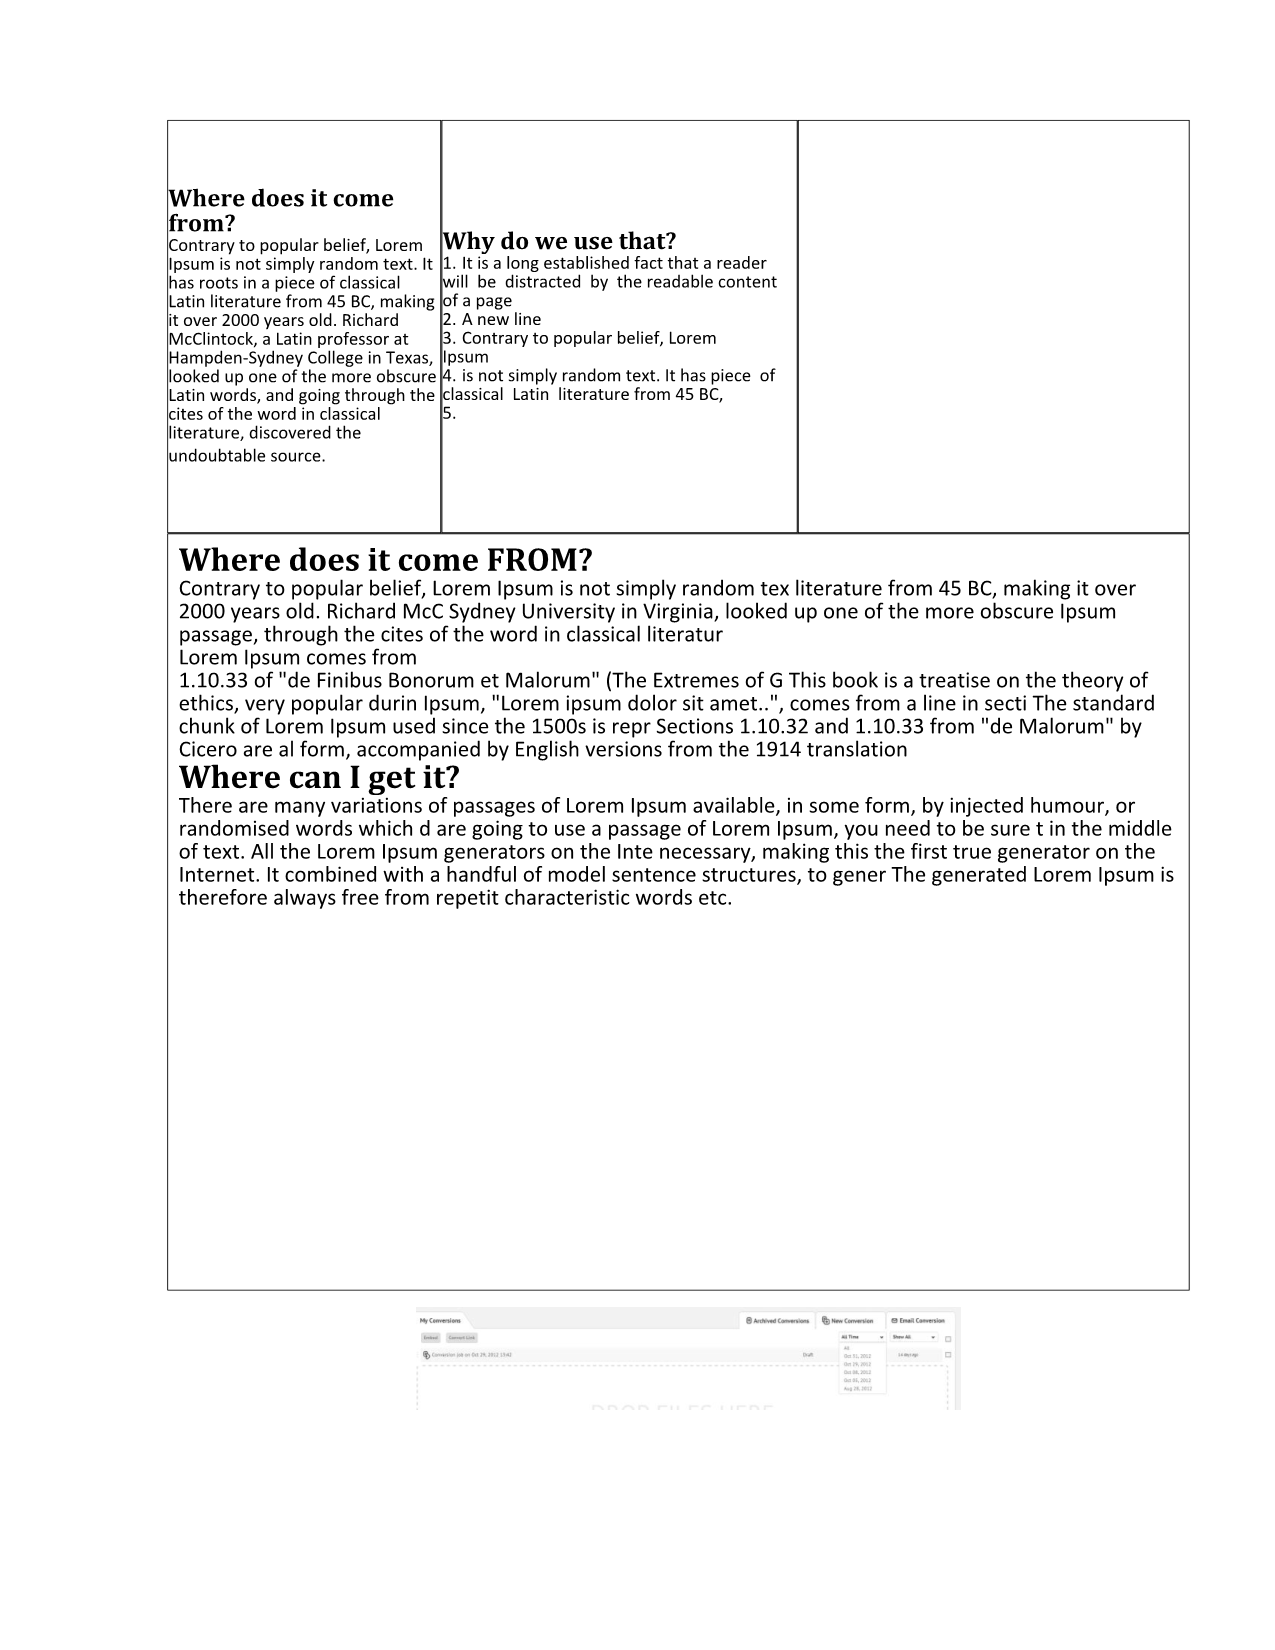 Where does it come
from?
Contrary to popular belief, Lorem
Ipsum is not simply random text. It
has roots in a piece of classical
Latin literature from 45 BC, making
it over 2000 years old. Richard
McClintock, a Latin professor at
Hampden-Sydney College in Texas,
looked up one of the more obscure
Latin words, and going through the
cites of the word in classical
literature, discovered the
undoubtable source.
Why do we use that?
1. It is a long established fact that a reader
will be distracted by the readable content
of a page
2. A new line
3. Contrary to popular belief, Lorem
Ipsum
4. is not simply random text. It has piece of
classical Latin literature from 45 BC,
5.
Where does it come FROM?
Contrary to popular belief, Lorem Ipsum is not simply random tex literature from 45 BC, making it over
2000 years old. Richard McC Sydney University in Virginia, looked up one of the more obscure Ipsum
passage, through the cites of the word in classical literatur
Lorem Ipsum comes from
1.10.33 of "de Finibus Bonorum et Malorum" (The Extremes of G This book is a treatise on the theory of
ethics, very popular durin Ipsum, "Lorem ipsum dolor sit amet..", comes from a line in secti The standard
chunk of Lorem Ipsum used since the 1500s is repr Sections 1.10.32 and 1.10.33 from "de Malorum" by
Cicero are al form, accompanied by English versions from the 1914 translation
Where can I get it?
There are many variations of passages of Lorem Ipsum available, in some form, by injected humour, or
randomised words which d are going to use a passage of Lorem Ipsum, you need to be sure t in the middle
of text. All the Lorem Ipsum generators on the Inte necessary, making this the first true generator on the
Internet. It combined with a handful of model sentence structures, to gener The generated Lorem Ipsum is
therefore always free from repetit characteristic words etc.
My Conversions Archived Conversions New Conversion Email Conversion
Embed Convert Link All Time Show All
Conversion job on Oct 29, 2012 Draft All
Oct 31, 2012
Oct 29, 2012
Oct 08, 2012
Oct 02, 2012
Aug 28, 2012
DROP FILES HERE